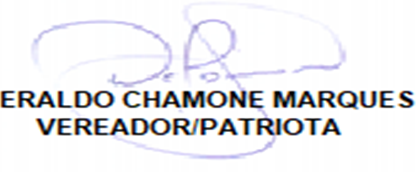 ERALDO CHAMONE MARQUES
VEREADOR/PATRIOTA